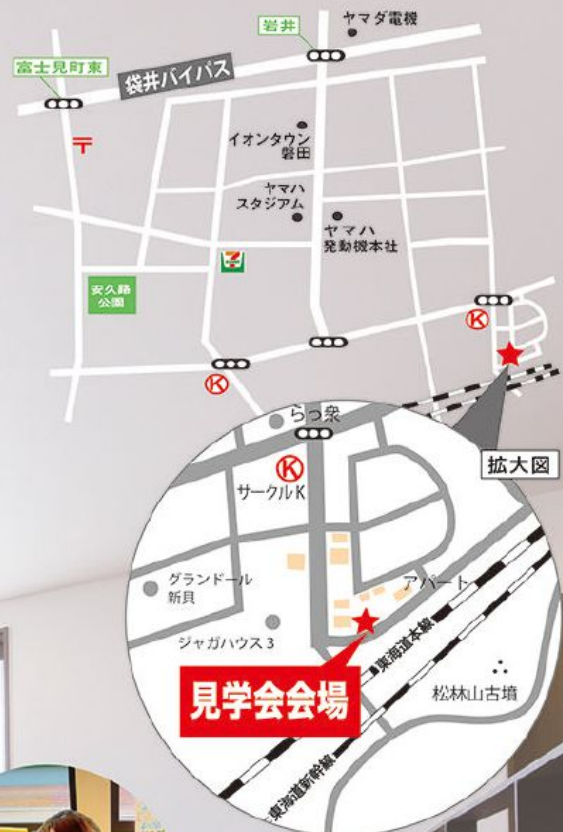 ヤマダ電機
岩井
富士見町東
袋井バイパス
〒
イオンタウン
磐田
ヤマハ
スタジアム
ヤマハ
発動機本社
7
安久路
公園
K
K
らっ衆
拡大図
K
サークルK
グランドール
新貝
アパート
ジャガハウス3
東海道本線
見学会会場
松林山古墳
東海道新幹線